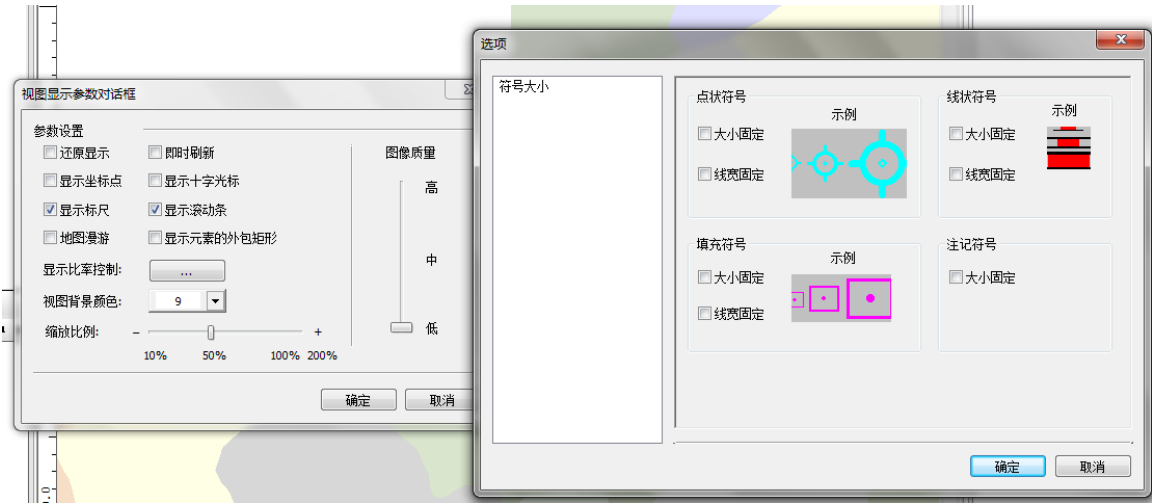 视图显示参数对话框
参数设置
还原显示 即时刷新
显示坐标点 显示十字光标
显示标尺 显示滚动条
地图漫游 显示元素的外包矩形
显示比率控制: ...
视图背景颜色: 9
缩放比例: - +
10% 50% 100% 200%
图像质量
高
中
低
确定 取消
选项
符号大小
点状符号
示例
大小固定
线宽固定
线状符号
示例
大小固定
线宽固定
填充符号
示例
大小固定
线宽固定
注记符号
大小固定
确定 取消